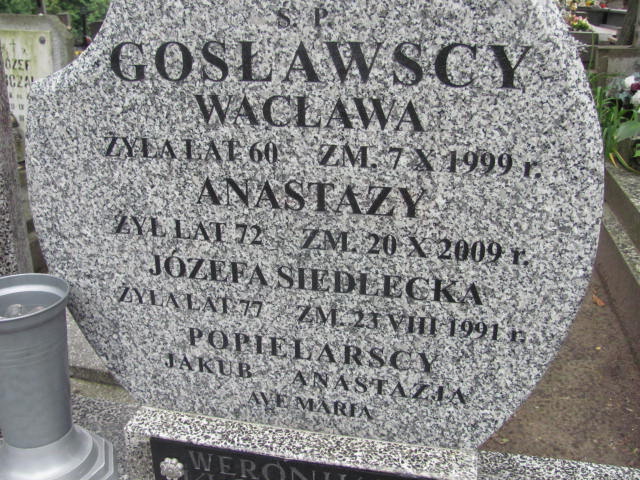 Ś. P.
GOSŁAWSCY
WACŁAWA
ŻYŁA LAT 60 ZM. 7 X 1999 r.
ANASTAZY
ŻYŁ LAT 72 ZM. 20 X 2009 r.
JÓZEFA SIEDLECKA
ŻYŁA LAT 77 ZM. 23 VIII 1991 r.
POPIELARSCY
JAKUB ANASTAZJA
AVE MARIA